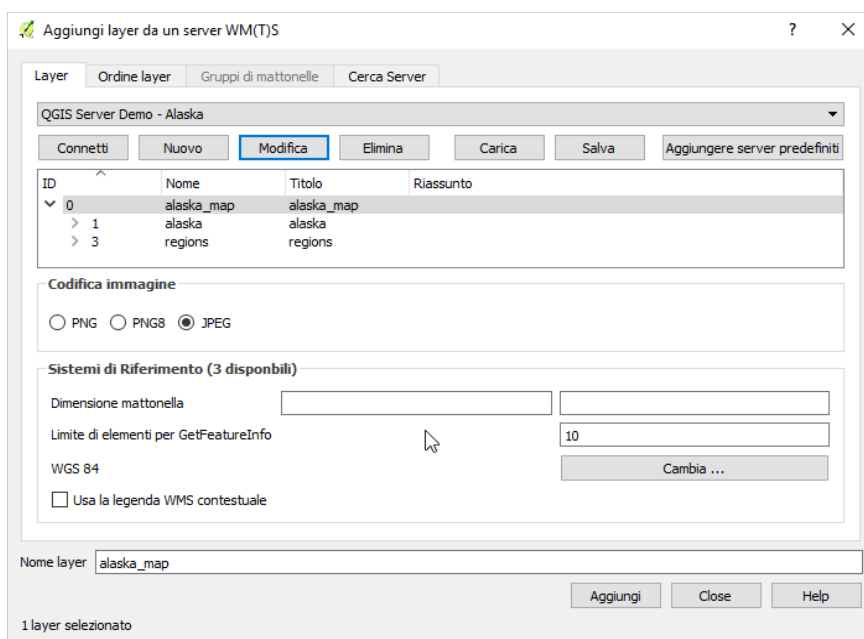 Aggiungi layer da un server WM(T)S ?
Layer Ordine layer Gruppi di mattonelle Cerca Server
QGIS Server Demo - Alaska
Connetti Nuovo Modifica Elimina Carica Salva Aggiungere server predefiniti
ID Nome Titolo Riassunto
0 alaska_map alaska_map
1 alaska alaska
3 regions regions
Codifica immagine
PNG PNG8 JPEG
Sistemi di Riferimento (3 disponbili)
Dimensione mattonella
Limite di elementi per GetFeatureInfo 10
WGS 84 Cambia ...
Usa la legenda WMS contestuale
Nome layer alaska_map
Aggiungi Close Help
1 layer selezionato